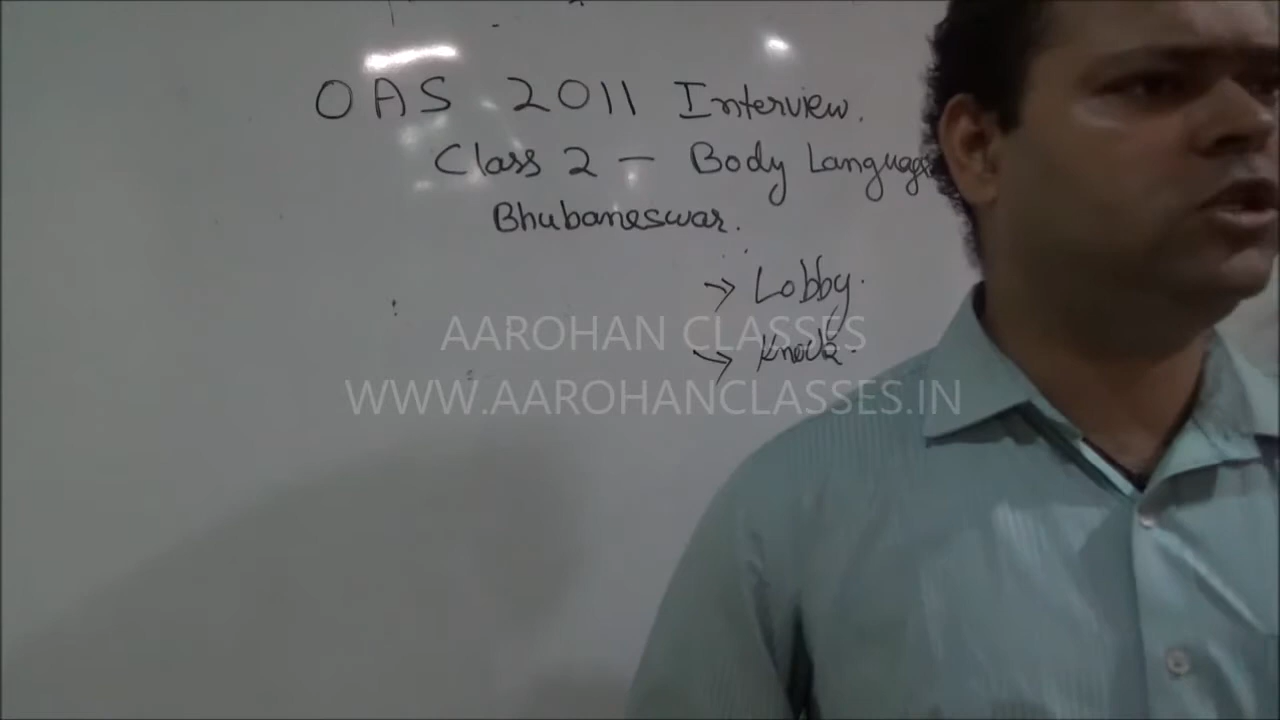 OAS 2011 Interview.
Class 2 - Body Language
Bhubaneswar.
→ Lobby.
AAROHAN CLASSES
→ Knock.
WWW.AAROHANCLASSES.IN